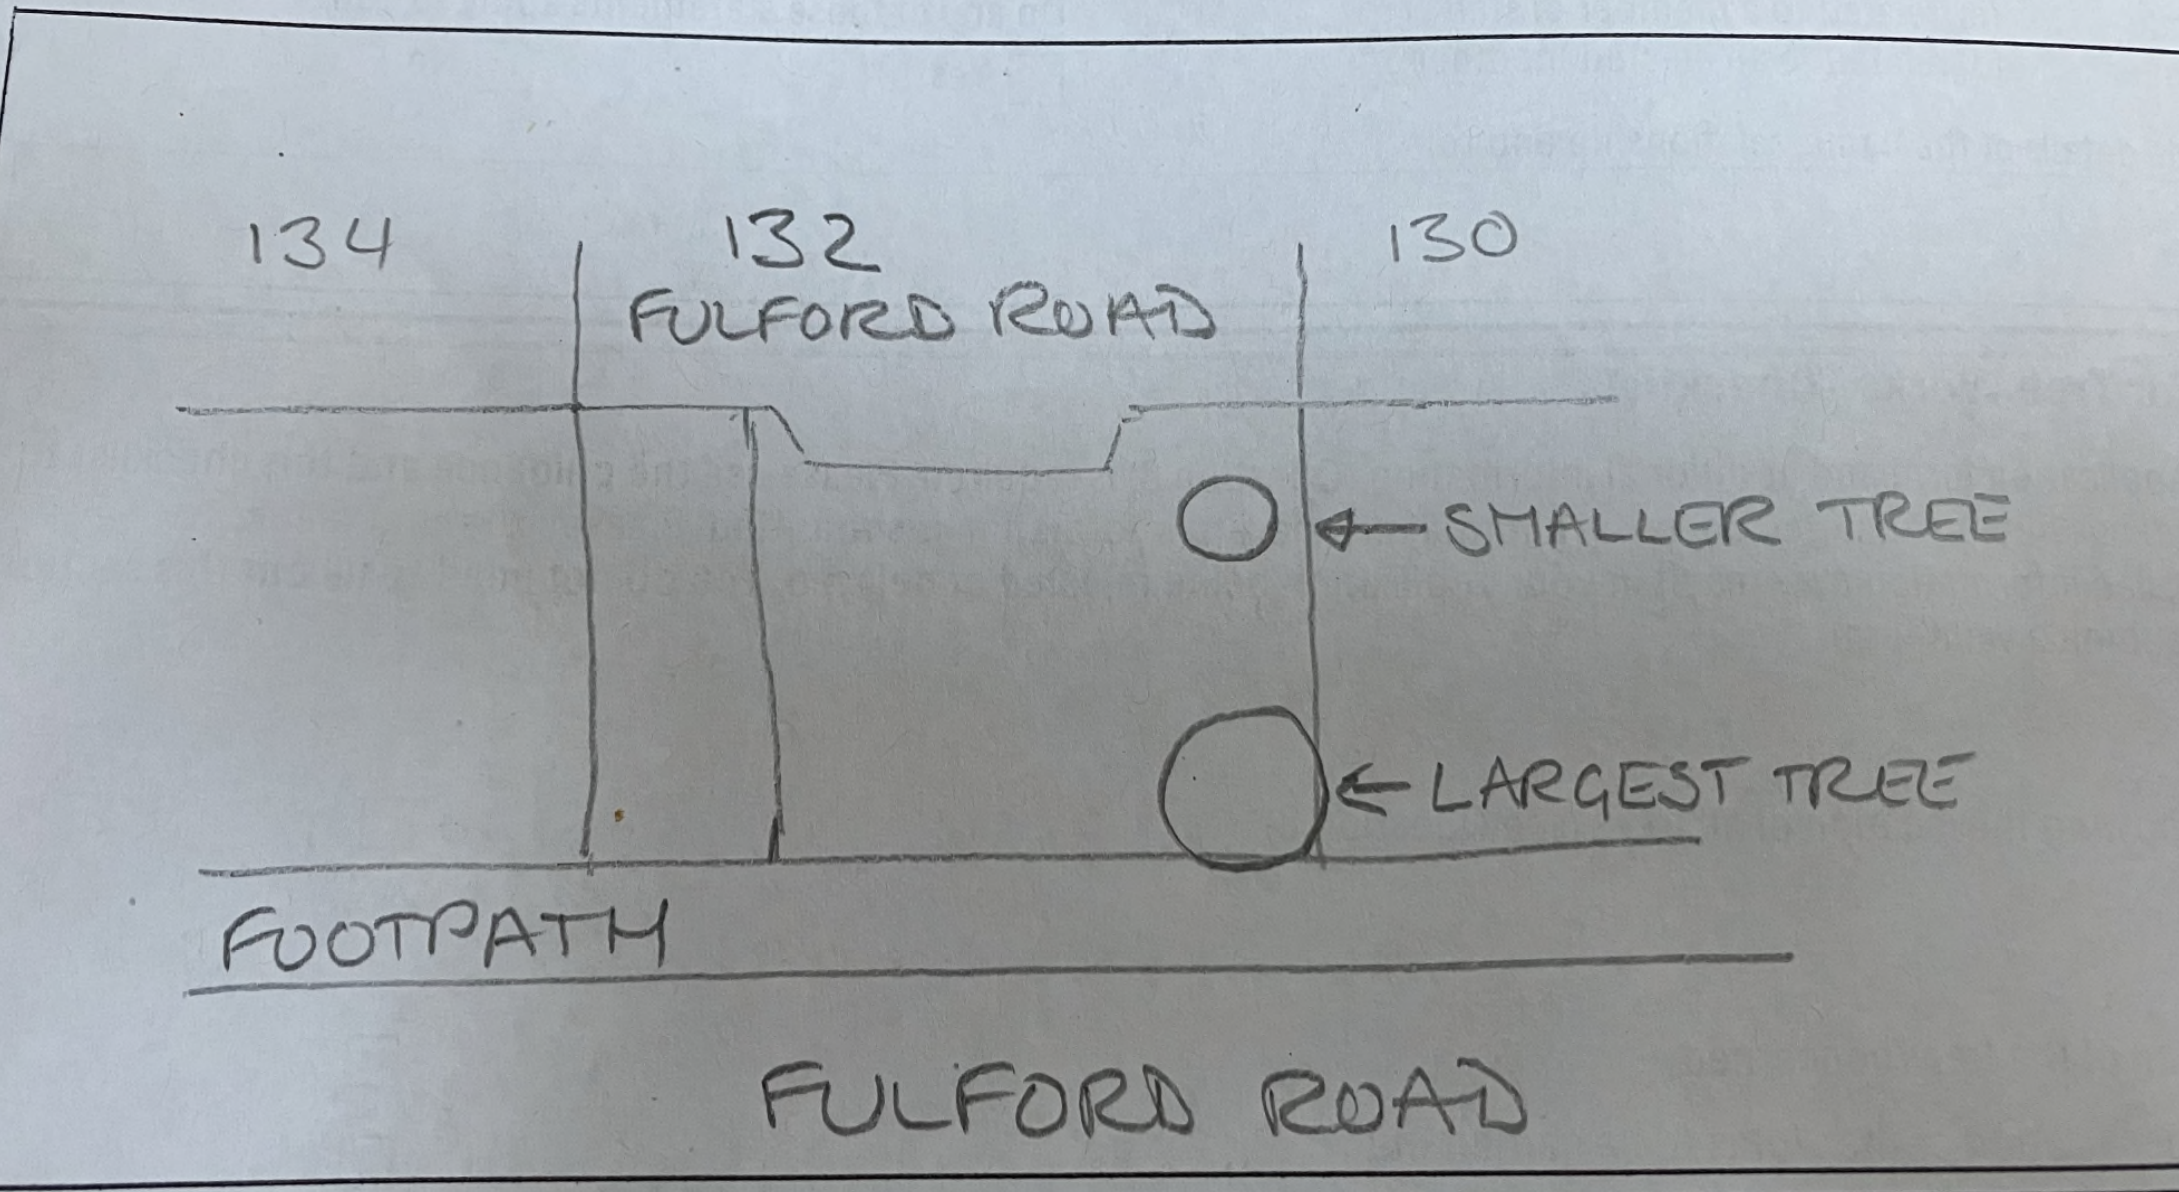 134 132 130
FULFORD ROAD
SMALLER TREE
LARGEST TREE
FOOTPATH
FULFORD ROAD